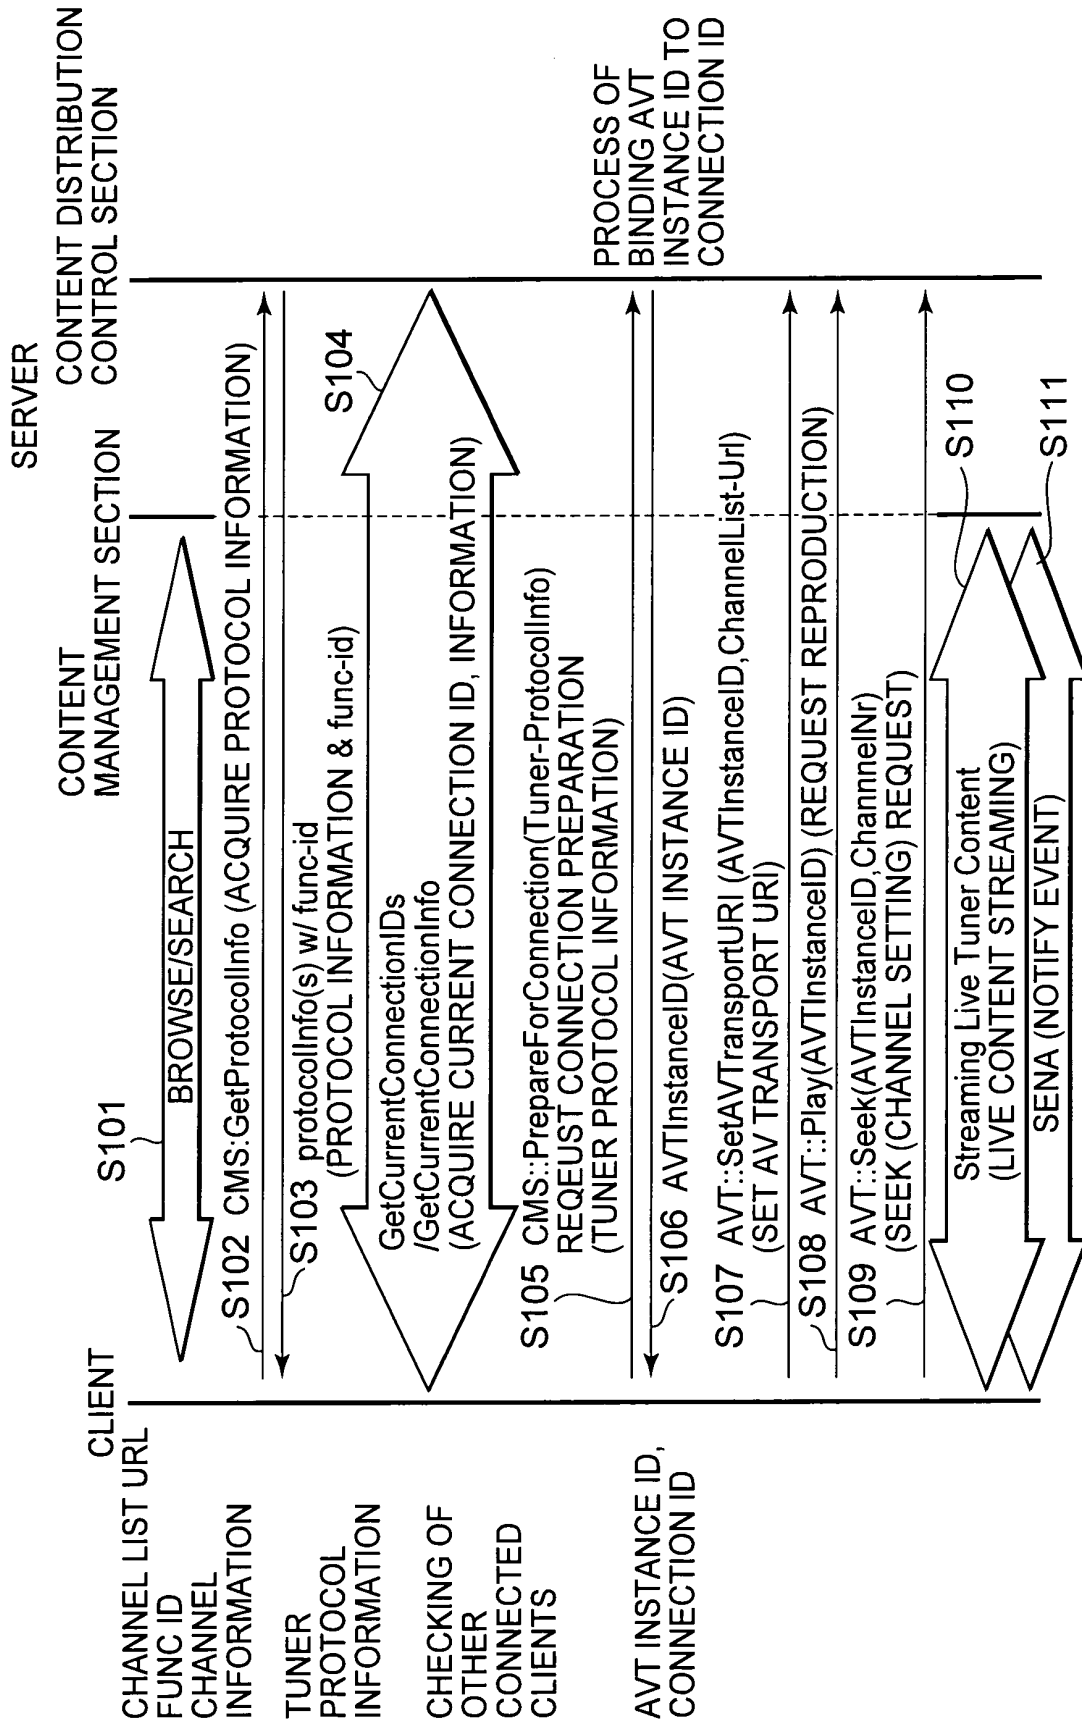 SERVER
CLIENT
CONTENT
MANAGEMENT SECTION
CONTENT DISTRIBUTION
CONTROL SECTION
CHANNEL LIST URL
FUNC ID
CHANNEL
INFORMATION
S101
BROWSE/SEARCH
S102 CMS:GetProtocolInfo (ACQUIRE PROTOCOL INFORMATION)
TUNER
PROTOCOL
INFORMATION
S103 protocolInfo(s) w/ func-id
(PROTOCOL INFORMATION & func-id)
S104
CHECKING OF
OTHER
CONNECTED
CLIENTS
GetCurrentConnectionIDs
/GetCurrentConnectionInfo
(ACQUIRE CURRENT CONNECTION ID, INFORMATION)
S105 CMS::PrepareForConnection(Tuner-ProtocolInfo)
REQEUST CONNECTION PREPARATION
(TUNER PROTOCOL INFORMATION)
PROCESS OF
BINDING AVT
INSTANCE ID TO
CONNECTION ID
AVT INSTANCE ID,
CONNECTION ID
S106 AVTInstanceID(AVT INSTANCE ID)
S107 AVT::SetAVTransportURI (AVTInstanceID,ChannelList-Url)
(SET AV TRANSPORT URI)
S108 AVT::Play(AVTInstanceID) (REQUEST REPRODUCTION)
S109 AVT::Seek(AVTInstanceID,ChannnelNr)
(SEEK (CHANNEL SETTING) REQUEST)
S110
Streaming Live Tuner Content
(LIVE CONTENT STREAMING)
S111
SENA (NOTIFY EVENT)